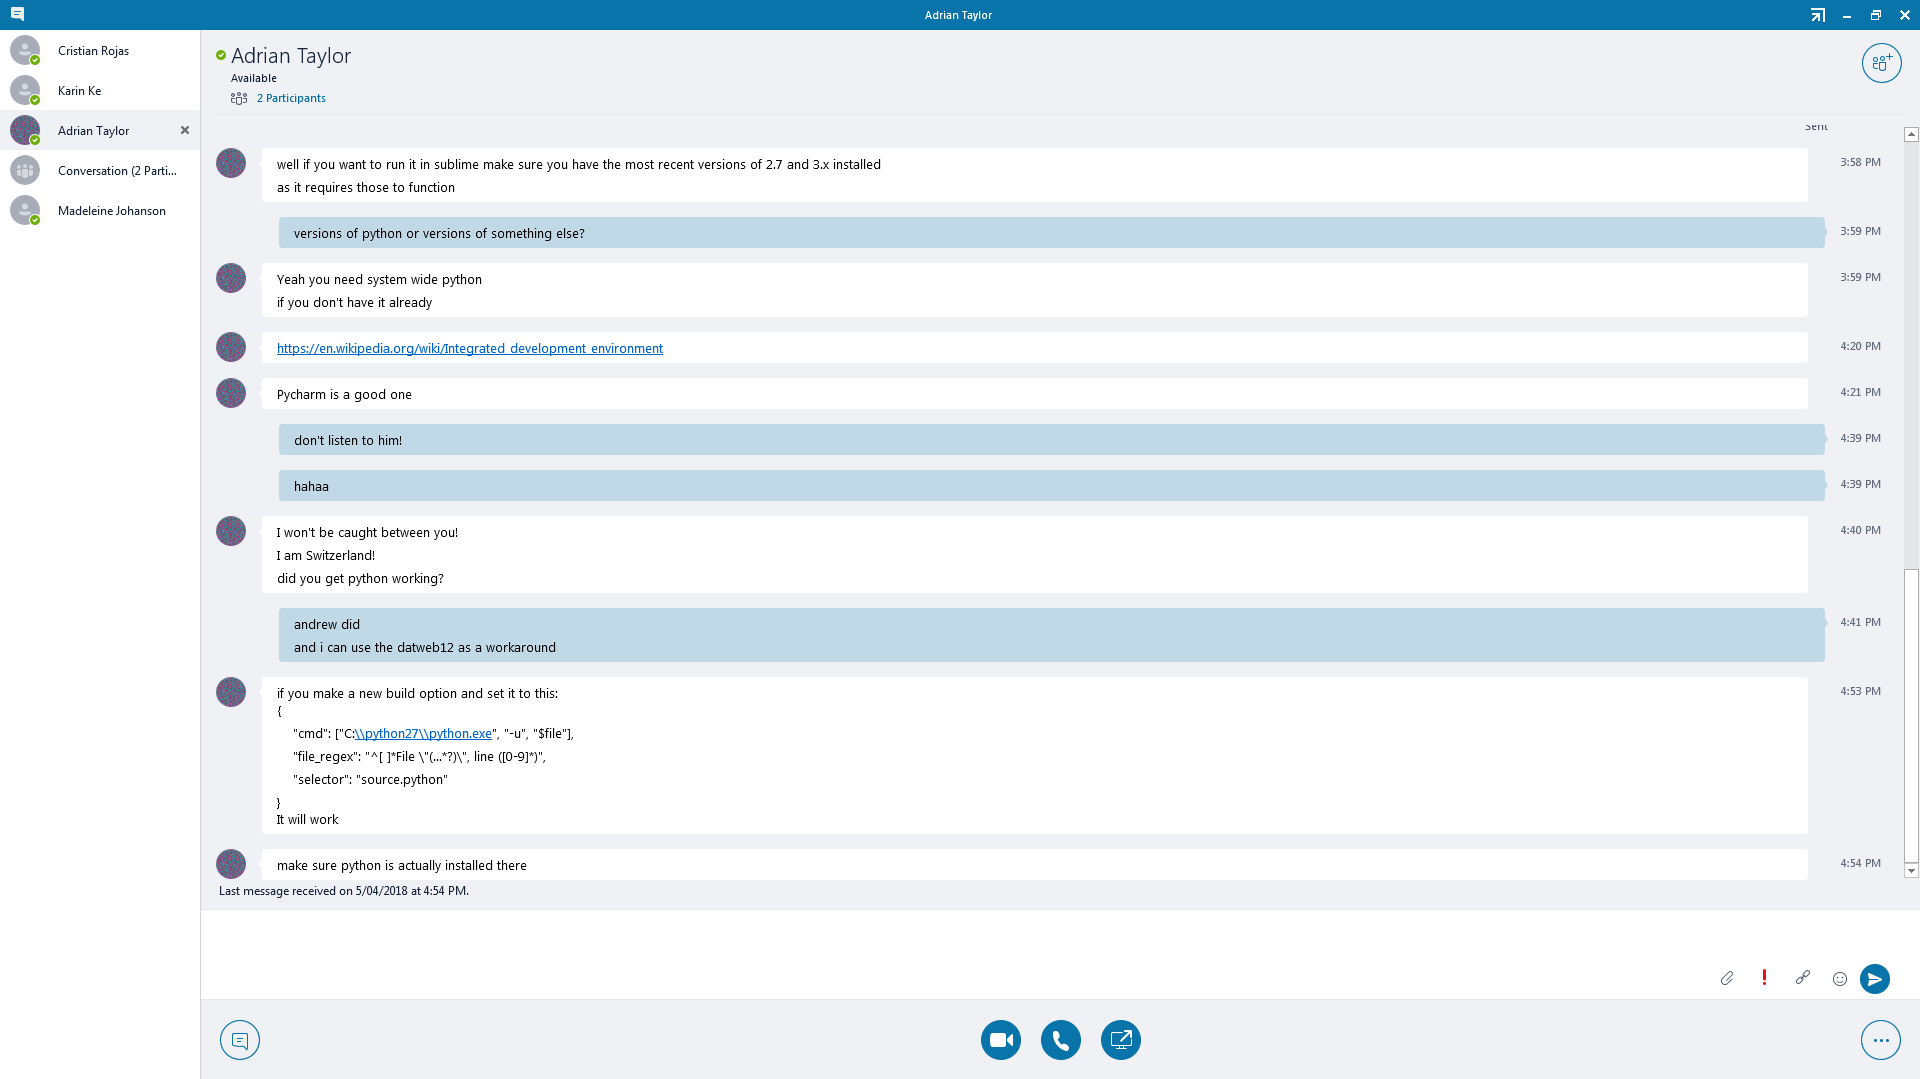 Adrian Taylor
Cristian Rojas
Karin Ke
Adrian Taylor
Conversation (2 Parti...
Madeleine Johanson
Adrian Taylor
Available
2 Participants
Sent
well if you want to run it in sublime make sure you have the most recent versions of 2.7 and 3.x installed
3:58 PM
as it requires those to function
versions of python or versions of something else?
3:59 PM
Yeah you need system wide python
3:59 PM
if you don't have it already
https://en.wikipedia.org/wiki/Integrated_development_environment
4:20 PM
Pycharm is a good one
4:21 PM
don't listen to him!
4:39 PM
hahaa
4:39 PM
I won't be caught between you!
4:40 PM
I am Switzerland!
did you get python working?
andrew did
4:41 PM
and i can use the datweb12 as a workaround
if you make a new build option and set it to this:
4:53 PM
{
"cmd": ["C:\\python27\\python.exe", "-u", "$file"],
"file_regex": "^[ ]*File \"(...*?)\", line ([0-9]*)",
"selector": "source.python"
}
It will work
make sure python is actually installed there
4:54 PM
Last message received on 5/04/2018 at 4:54 PM.